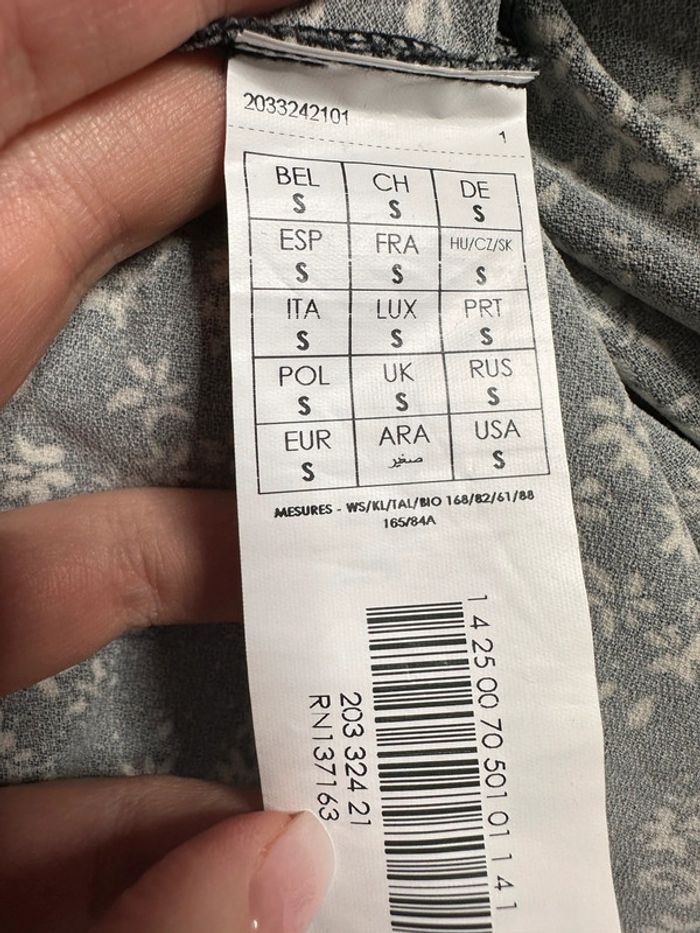 2033242101
1
BEL CH DE
S S S
ESP FRA HU/CZ/SK
S S S
ITA LUX PRT
S S S
POL UK RUS
S S S
EUR ARA USA
S صغير S
MESURES - WS/KL/TAL/BIO 168/82/61/88
165/84A
1 4 25 00 70 501 01 1 4 1
203 324 21
RN137163